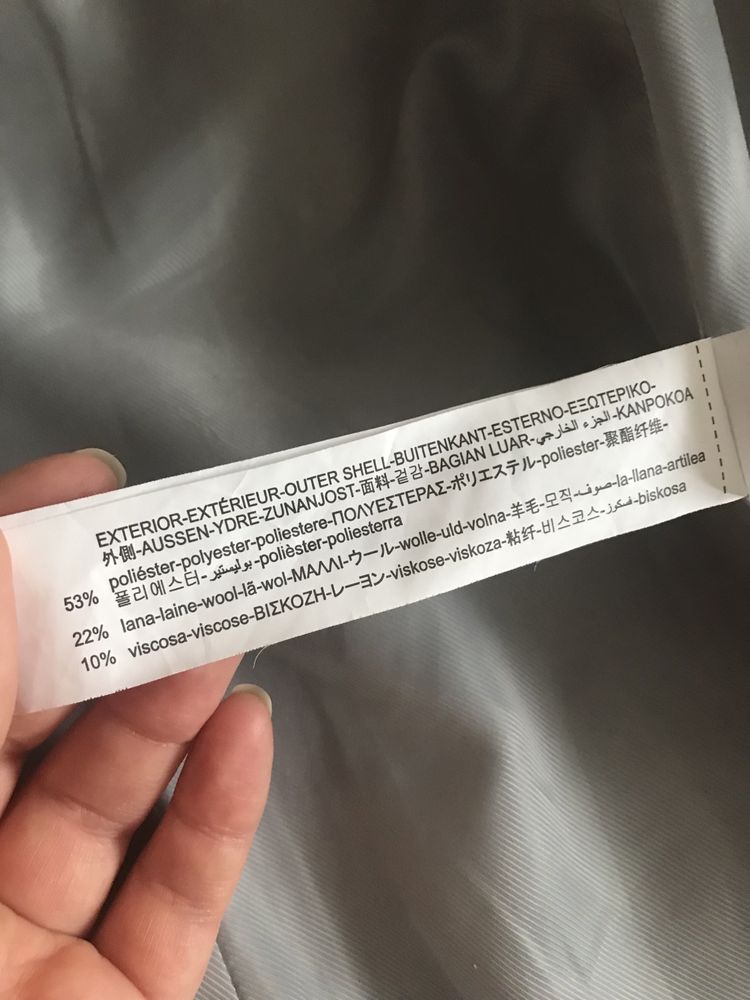 EXTERIOR-EXTÉRIEUR-OUTER SHELL-BUITENKANT-ESTERNO-ΕΞΩΤΕΡΙΚΟ-
外側-AUSSEN-YDRE-ZUNANJOST-面料-겉감-BAGIAN LUAR-الجزء الخارجي-KANPOKOA
53% poliéster-polyester-poliestere-ΠΟΛΥΕΣΤΕΡΑΣ-ポリエステル-poliester-聚酯纤维-
폴리에스터-بوليستير-polièster-poliesterra
22% lana-laine-wool-lã-wol-ΜΑΛΛΙ-ウール-wolle-uld-volna-羊毛-모직-صوف-la-llana-artilea
10% viscosa-viscose-ΒΙΣΚΟΖΗ-レーヨン-viskose-viskoza-粘纤-비스코스-فسكوز-biskosa